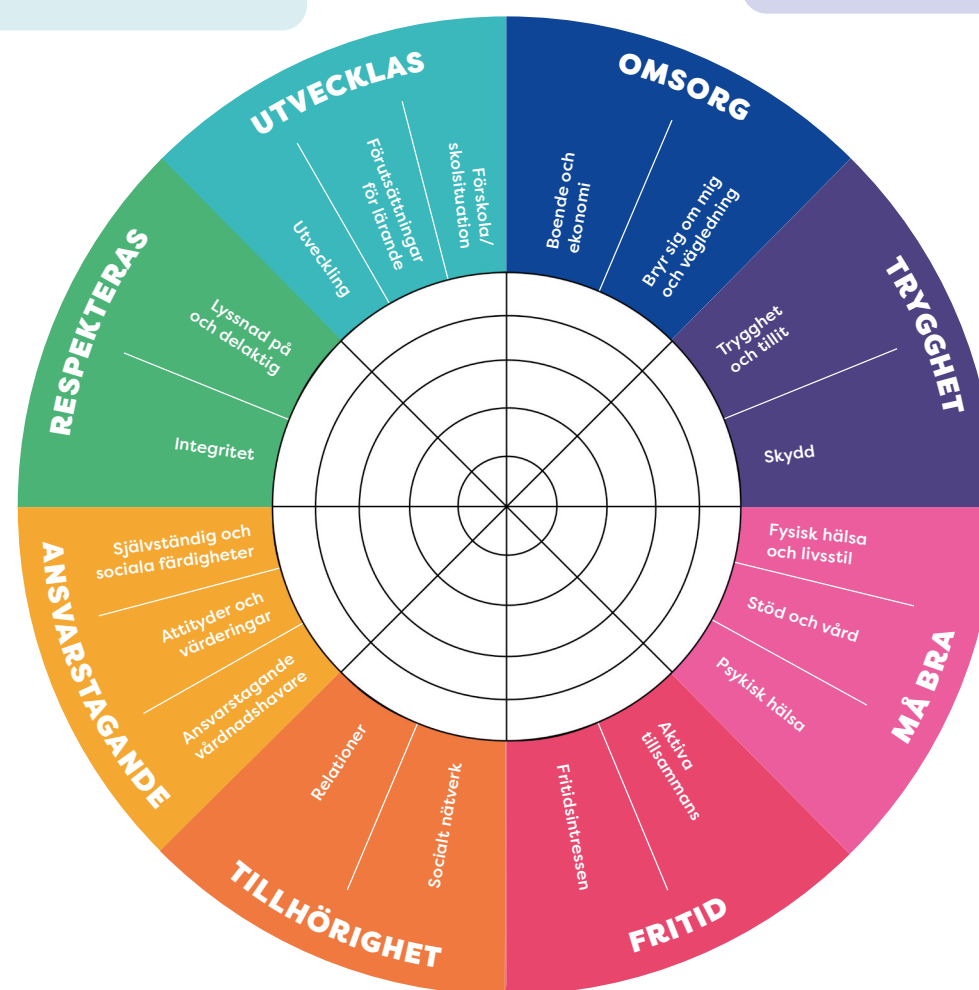 OMSORG
Boende och
ekonomi
Bryr sig om mig
och vägledning
TRYGGHET
Trygghet
och tillit
Skydd
MÅ BRA
Fysisk hälsa
och livsstil
Stöd och vård
Psykisk hälsa
FRITID
Aktiva
tillsammans
Fritidsintressen
TILLHÖRIGHET
Socialt nätverk
Relationer
ANSVARSTAGANDE
Ansvarstagande
vårdnadshavare
Attityder och
värderingar
Självständig och
sociala färdigheter
RESPEKTERAS
Integritet
Lyssnad på
och delaktig
UTVECKLAS
Utveckling
Förutsättningar
för lärande
Förskola/
skolsituation